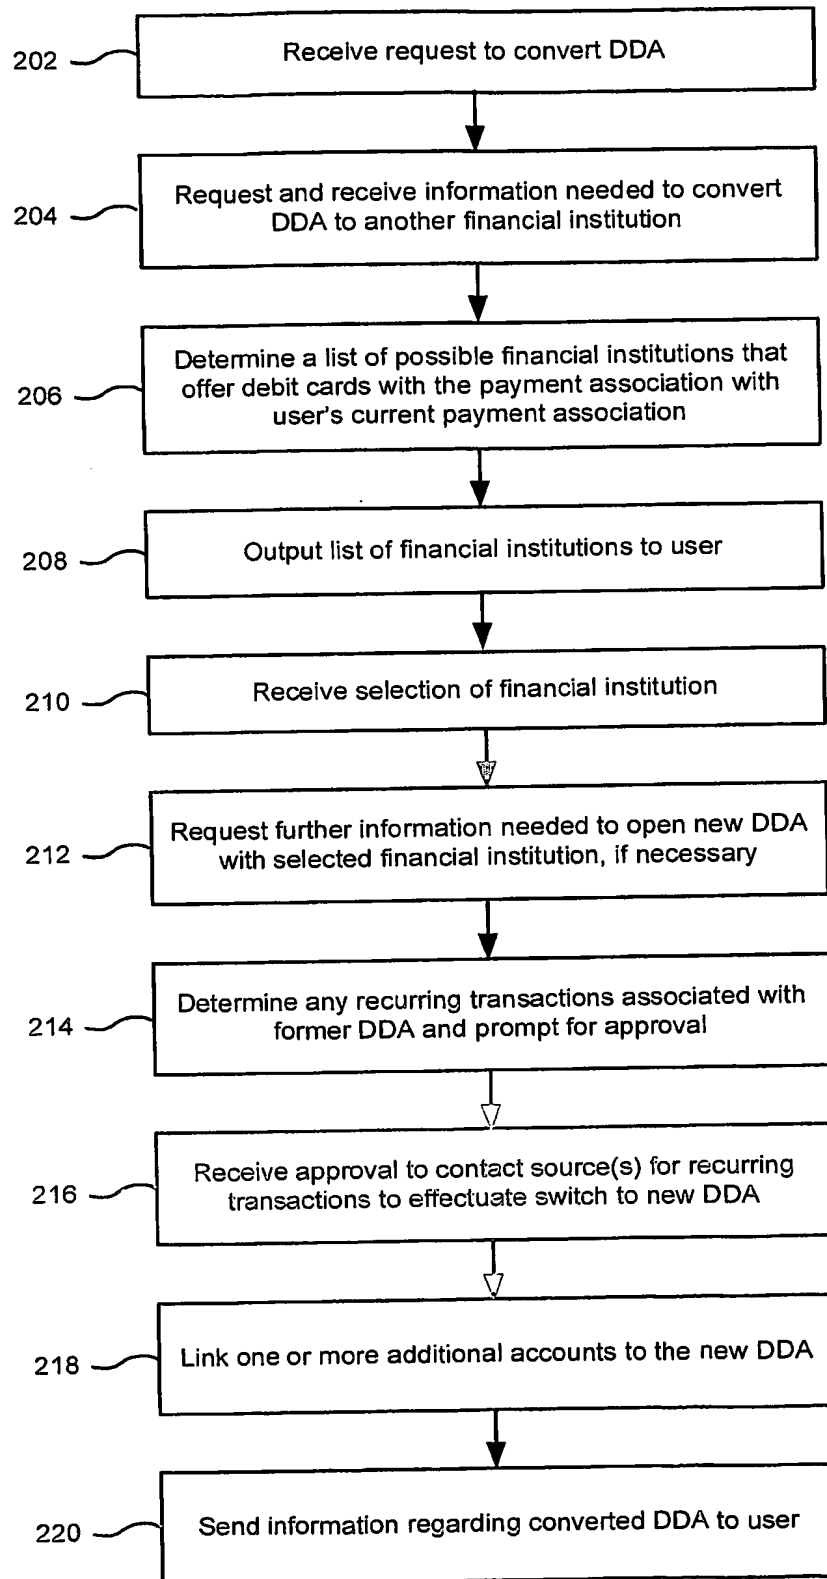 202
Receive request to convert DDA
204
Request and receive information needed to convert
DDA to another financial institution
206
Determine a list of possible financial institutions that
offer debit cards with the payment association with
user's current payment association
208
Output list of financial institutions to user
210
Receive selection of financial institution
212
Request further information needed to open new DDA
with selected financial institution, if necessary
214
Determine any recurring transactions associated with
former DDA and prompt for approval
216
Receive approval to contact source(s) for recurring
transactions to effectuate switch to new DDA
218
Link one or more additional accounts to the new DDA
220
Send information regarding converted DDA to user